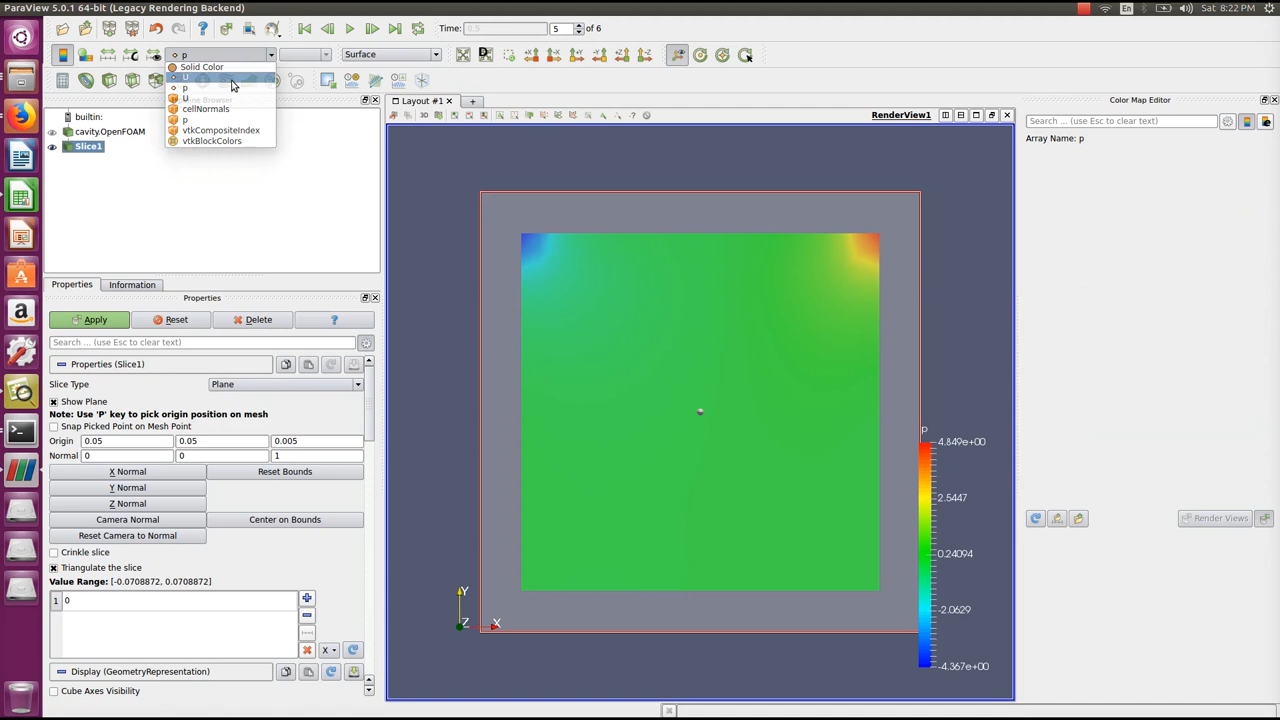 ParaView 5.0.1 64-bit (Legacy Rendering Backend)
En
Sat 8:22 PM
Time: 0.5 5 of 6
p
Surface
Solid Color
U
p
U
cellNormals
p
vtkCompositeIndex
vtkBlockColors
builtin:
cavity.OpenFOAM
Slice1
Properties Information
Properties
Apply Reset Delete ?
Search ... (use Esc to clear text)
Properties (Slice1)
Slice Type Plane
Show Plane
Note: Use 'P' key to pick origin position on mesh
Snap Picked Point on Mesh Point
Origin 0.05 0.05 0.005
Normal 0 0 1
X Normal Reset Bounds
Y Normal
Z Normal
Camera Normal Center on Bounds
Reset Camera to Normal
Crinkle slice
Triangulate the slice
Value Range: [-0.0708872, 0.0708872]
1 0
X
Display (GeometryRepresentation)
Cube Axes Visibility
Layout #1
3D
RenderView1
p
4.849e+00
2.5447
0.24094
-2.0629
-4.367e+00
Y
Z X
Color Map Editor
Search ... (use Esc to clear text)
Array Name: p
Render Views